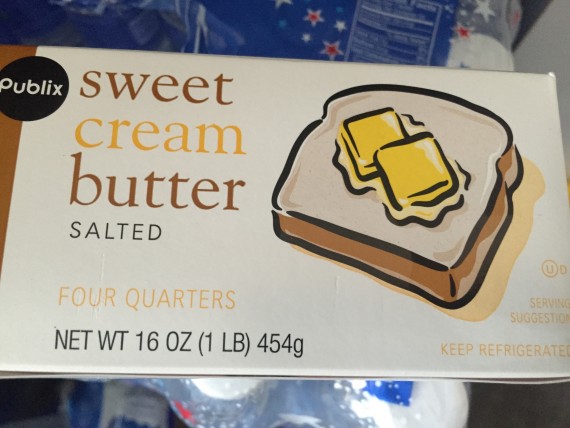 Publix
sweet
cream
butter
SALTED
FOUR QUARTERS
NET WT 16 OZ (1 LB) 454g
U D
SERVING
SUGGESTION
KEEP REFRIGERATED